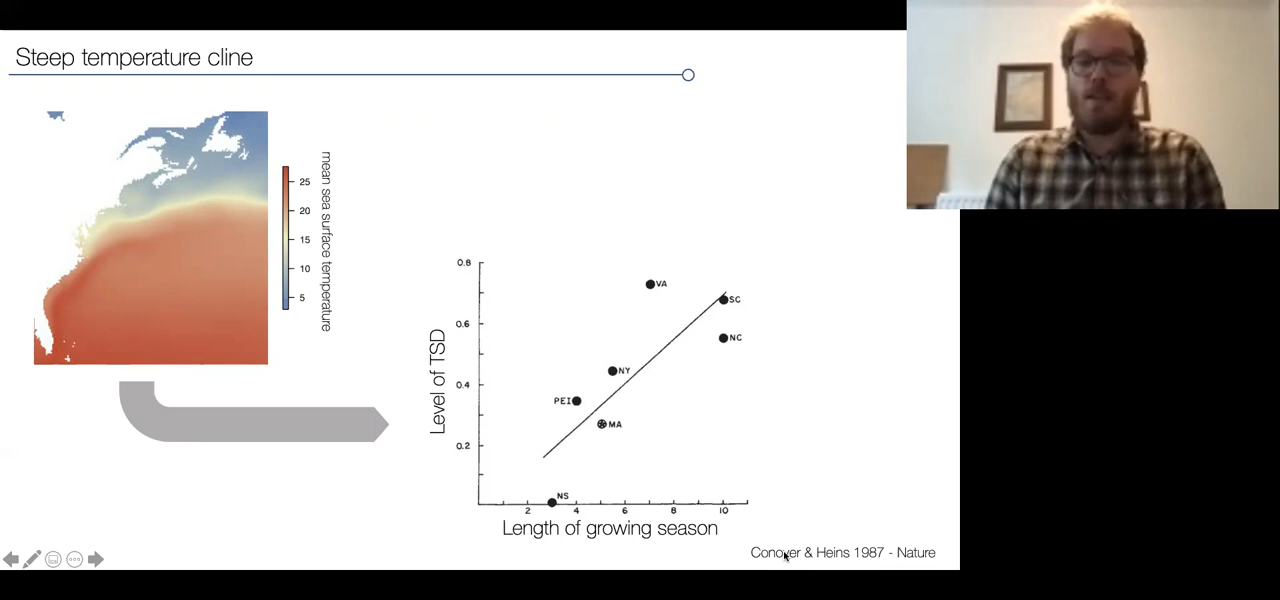 Steep temperature cline
25
20
15
10
5
mean sea surface temperature
Level of TSD
0.8
0.6
0.4
0.2
VA
SC
NC
NY
PEI
MA
NS
2 4 6 8 10
Length of growing season
Conover & Heins 1987 - Nature